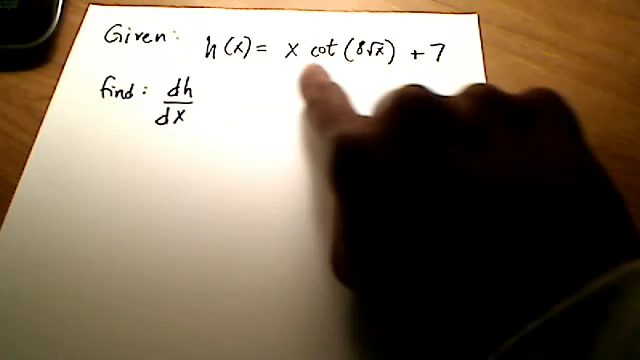 Given: h(x) = x cot(8√x) + 7
find: dh
dx